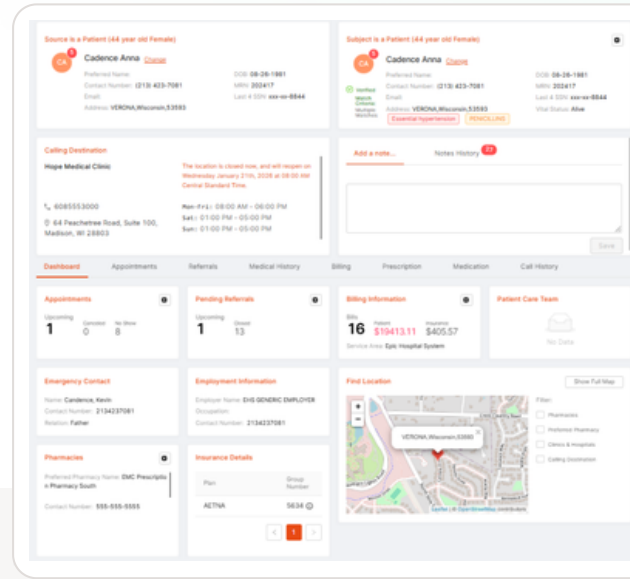 Source is a Patient (44 year old Female)
5
CA
Cadence Anna Change
Preferred Name:
DOB: 08-26-1981
Contact Number: (213) 423-7081
MRN: 202417
Email:
Last 4 SSN: xxx-xx-8844
Address: VERONA,Wisconsin,53593
Subject is a Patient (44 year old Female)
5
CA
Cadence Anna Change
Preferred Name:
DOB: 08-26-1981
Verified
Contact Number: (213) 423-7081
MRN: 202417
Match Criteria
Email:
Last 4 SSN: xxx-xx-8844
Multiple Matches
Address: VERONA,Wisconsin,53593
Vital Status: Alive
Essential hypertension
PENICILLINS
Calling Destination
Hope Medical Clinic
The location is closed now, and will reopen on
Wednesday January 21th, 2026 at 08:00 AM
Central Standard Time.
6085553000
64 Peachetree Road, Suite 100,
Madison, WI 28803
Mon-Fri: 08:00 AM - 06:00 PM
Sat: 01:00 PM - 05:00 PM
Sun: 01:00 PM - 05:00 PM
Add a note...
Notes History
Save
Dashboard
Appointments
Referrals
Medical History
Billing
Prescription
Medication
Call History
Appointments
Upcoming
1
Canceled
0
No Show
8
Pending Referrals
Upcoming
1
Closed
13
Billing Information
Bills
16
Patient
$19413.11
Insurance
$405.57
Service Area: Epic Hospital System
Patient Care Team
No Data
Emergency Contact
Name: Candence, Kevin
Contact Number: 2134237081
Relation: Father
Employment Information
Employer Name: EHS GENERIC EMPLOYER
Occupation:
Contact Number: 2134237081
Find Location
Show Full Map
+
−
VERONA,Wisconsin,53593
×
Leaflet | © OpenStreetMap contributors
Filter:
Pharmacies
Preferred Pharmacy
Clinics & Hospitals
Calling Destination
Pharmacies
Preferred Pharmacy Name: EMC Prescriptio
n Pharmacy South
Contact Number: 555-555-5555
Insurance Details
Plan
Group
Number
AETNA
5634
<
1
>